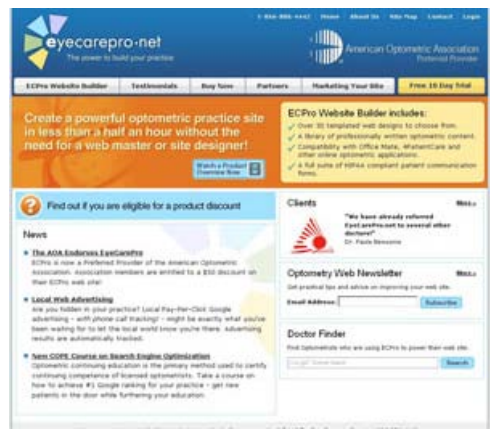 1-866-886-4442 Home About Us Site Map Contact Login
eyecarepro.net
The power to build your practice
American Optometric Association
Preferred Provider
ECPro Website Builder Testimonials Buy Now Partners Marketing Your Site Free 10 Day Trial
Create a powerful optometric practice site
in less than a half an hour without the
need for a web master or site designer!
Watch a Product
Overview Now
ECPro Website Builder includes:
Over 30 templated web designs to choose from.
A library of professionally written optometric content.
Compatibility with Office Mate, and
other online optometric applications.
A full suite of HIPAA compliant patient communication
forms.
Find out if you are eligible for a product discount
News
The AOA Endorses EyeCarePro
ECPro is now a Preferred Provider of the American Optometric
Association. Association members are entitled to a $50 discount on
their ECPro web site!
Local Web Advertising
Are you hidden in your practice? Local Pay-Per-Click Google
advertising - with phone call tracking! - might be exactly what you've
been waiting for to let the local world know you're there. Advertising
results are automatically tracked.
New COPE Course on Search Engine Optimization
Optometric continuing education is the primary method used to certify
continuing competence of licensed optometrists. Take a course on
how to achieve #1 Google ranking for your practice - get new
patients in the door while furthering your education.
Clients More
"We have already referred
EyeCarePro.net to several other
doctors!"
Dr. Paula
Optometry Web Newsletter More
Get practical tips and advice on improving your web site.
Email Address: Subscribe
Doctor Finder
Find Optometrists who are using ECPro to power their web site.
Search